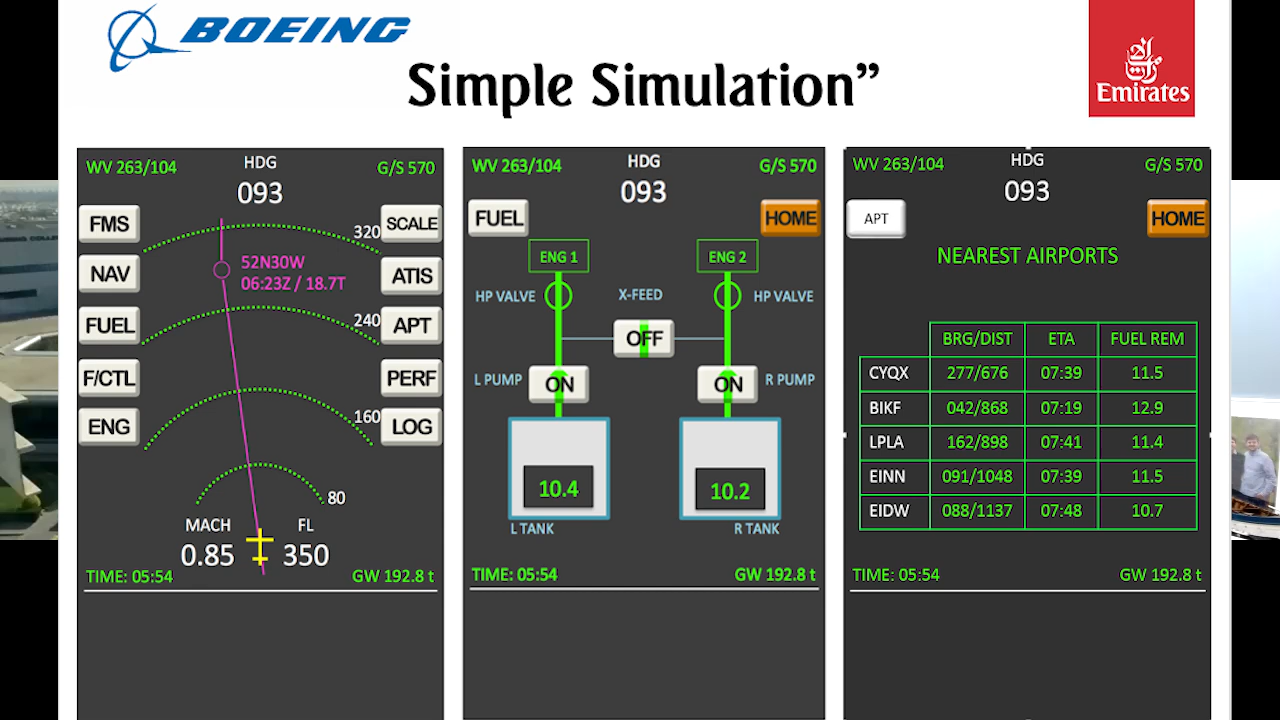 BOEING
Simple Simulation”
Emirates
WV 263/104
HDG
G/S 570
093
FMS
320
SCALE
52N30W
06:23Z / 18.7T
NAV
ATIS
FUEL
240
APT
F/CTL
PERF
ENG
160
LOG
80
MACH
FL
0.85
350
TIME: 05:54
GW 192.8 t
WV 263/104
HDG
G/S 570
093
FUEL
HOME
ENG 1
ENG 2
HP VALVE
X-FEED
HP VALVE
OFF
L PUMP
ON
ON
R PUMP
10.4
10.2
L TANK
R TANK
TIME: 05:54
GW 192.8 t
WV 263/104
HDG
G/S 570
093
APT
HOME
NEAREST AIRPORTS
BRG/DIST ETA FUEL REM
CYQX 277/676 07:39 11.5
BIKF 042/868 07:19 12.9
LPLA 162/898 07:41 11.4
EINN 091/1048 07:39 11.5
EIDW 088/1137 07:48 10.7
TIME: 05:54
GW 192.8 t